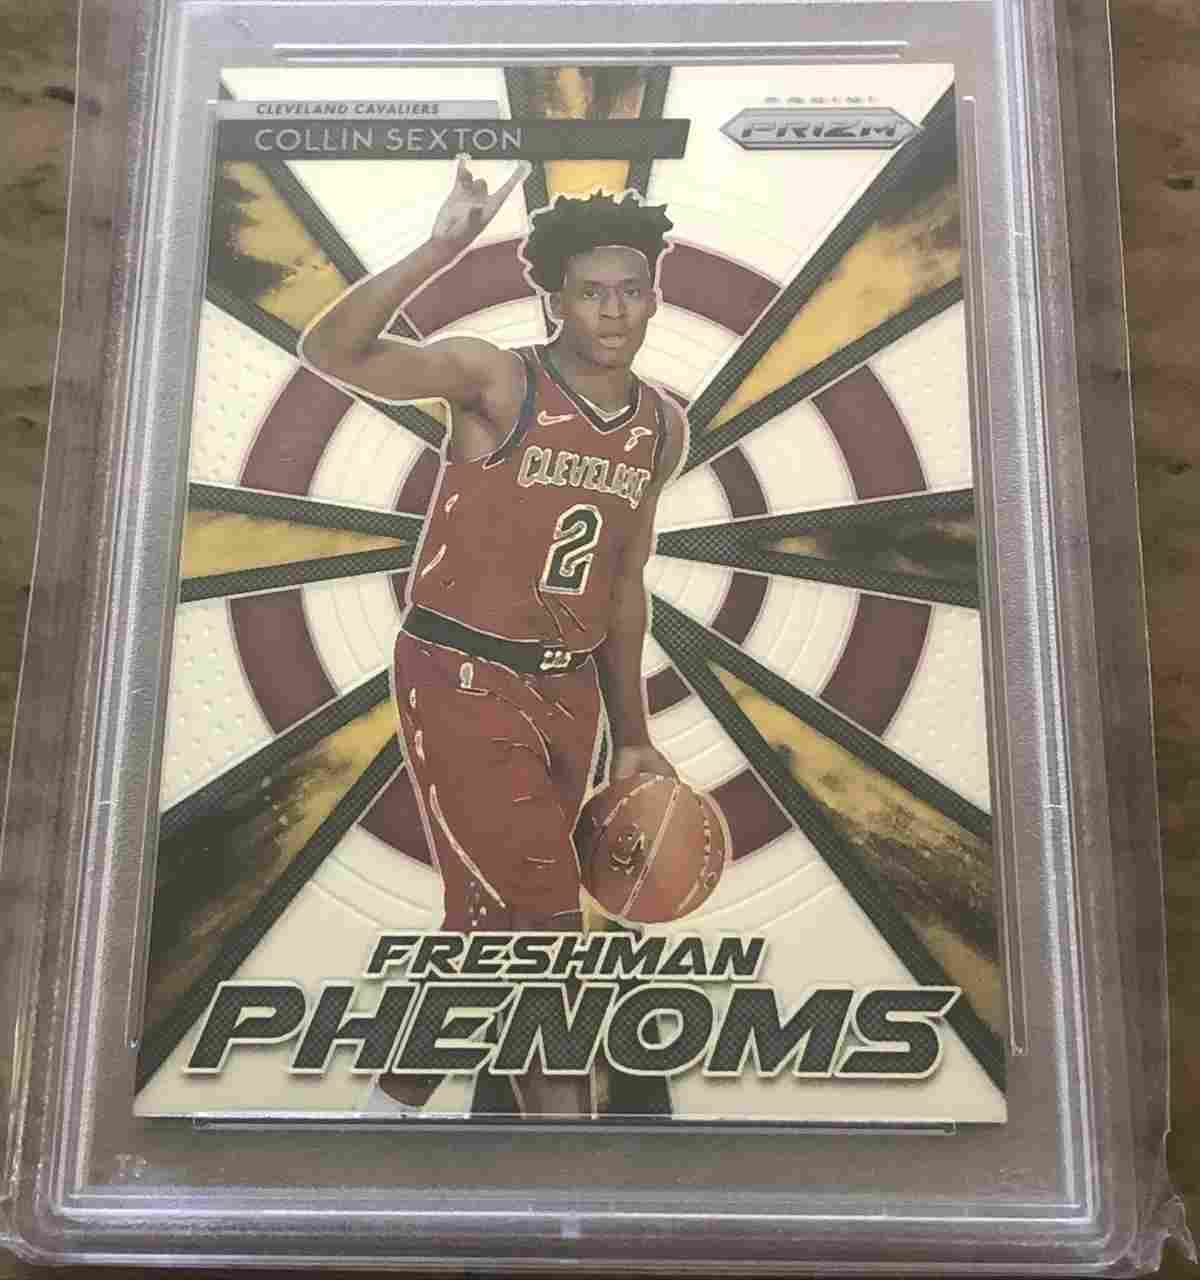 CLEVELAND CAVALIERS
COLLIN SEXTON
PANINI
PRIZM
CLEVELAND
2
FRESHMAN
PHENOMS